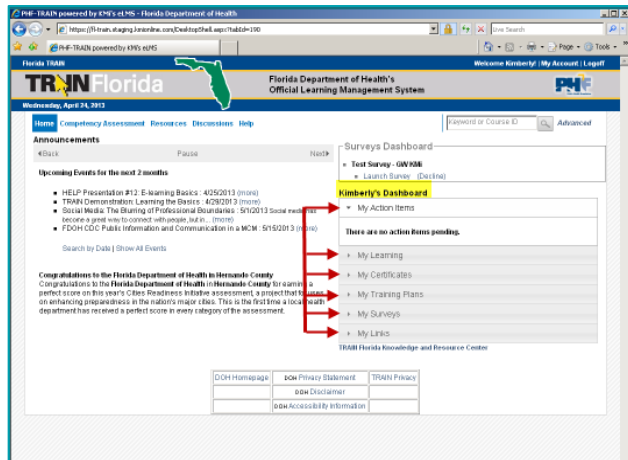 PHF-TRAIN powered by KMi's eLMS - Florida Department of Health
https://fl-train.staging.kmionline.com/DesktopShell.aspx?tabId=190
Live Search
PHF-TRAIN powered by KMi's eLMS
Page
Tools
Florida TRAIN
Welcome Kimberly! | My Account | Logoff
TRAIN Florida
Florida Department of Health's
Official Learning Management System
PHF
Wednesday, April 24, 2013
Home Competency Assessment Resources Discussions Help
Keyword or Course ID
Advanced
Announcements
Back
Pause
Next
Upcoming Events for the next 2 months
HELP Presentation #12: E-learning Basics : 4/25/2013 (more)
TRAIN Demonstration: Learning the Basics : 4/29/2013 (more)
Social Media: The Blurring of Professional Boundaries : 5/1/2013 Social media has
become a great way to connect with people, but in... (more)
FDOH CDC Public Information and Communication in a MCM : 5/15/2013 (more)
Search by Date | Show All Events
Congratulations to the Florida Department of Health in Hernando County
Congratulations to the Florida Department of Health in Hernando County for earning a
perfect score on this year's Cities Readiness Initiative assessment, a project that focuses
on enhancing preparedness in the nation's major cities. This is the first time a local health
department has received a perfect score in every category of the assessment.
Surveys Dashboard
Test Survey - GW KMi
Launch Survey (Decline)
Kimberly's Dashboard
My Action Items
There are no action items pending.
My Learning
My Certificates
My Training Plans
My Surveys
My Links
TRAIN Florida Knowledge and Resource Center
DOH Homepage
DOH Privacy Statement
TRAIN Privacy
DOH Disclaimer
DOH Accessibility Information